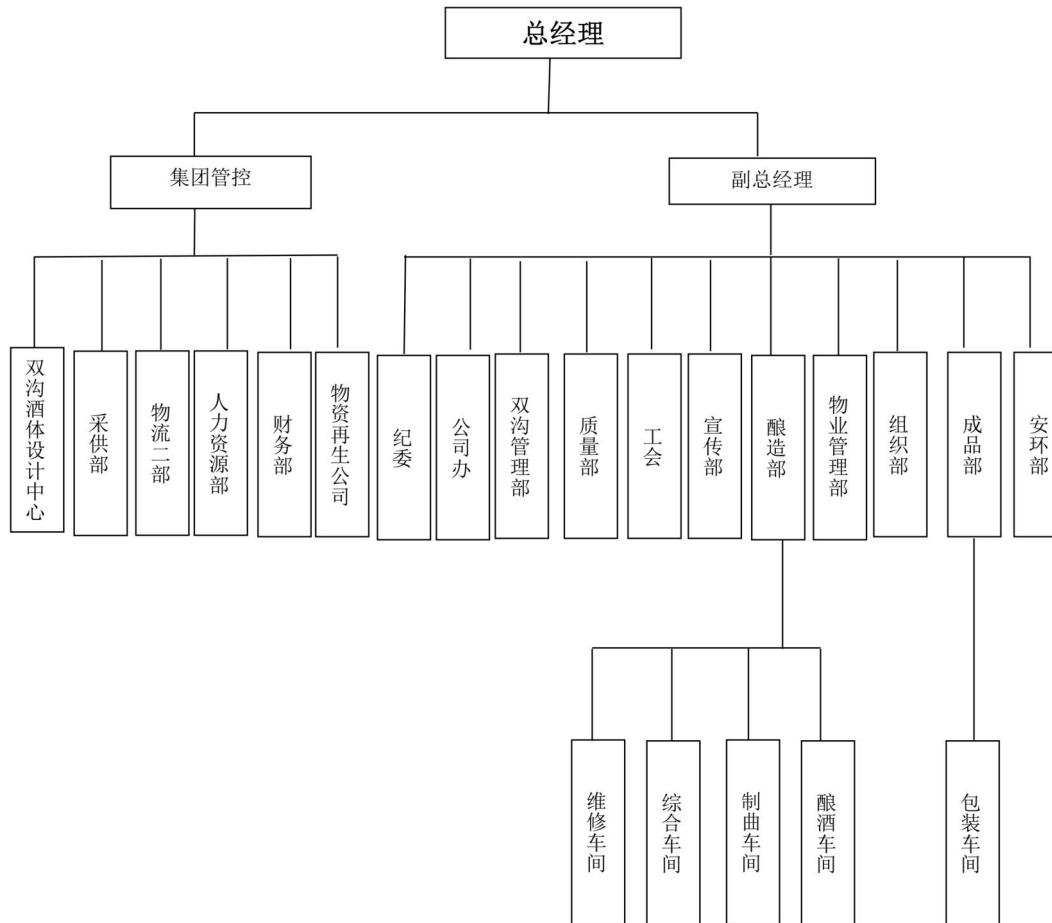 总经理
集团管控
副总经理
双沟酒体设计中心
采供部
物流二部
人力资源部
财务部
物资再生公司
纪委
公司办
双沟管理部
质量部
工会
宣传部
酿造部
物业管理部
组织部
成品部
安环部
维修车间
综合车间
制曲车间
酿酒车间
包装车间